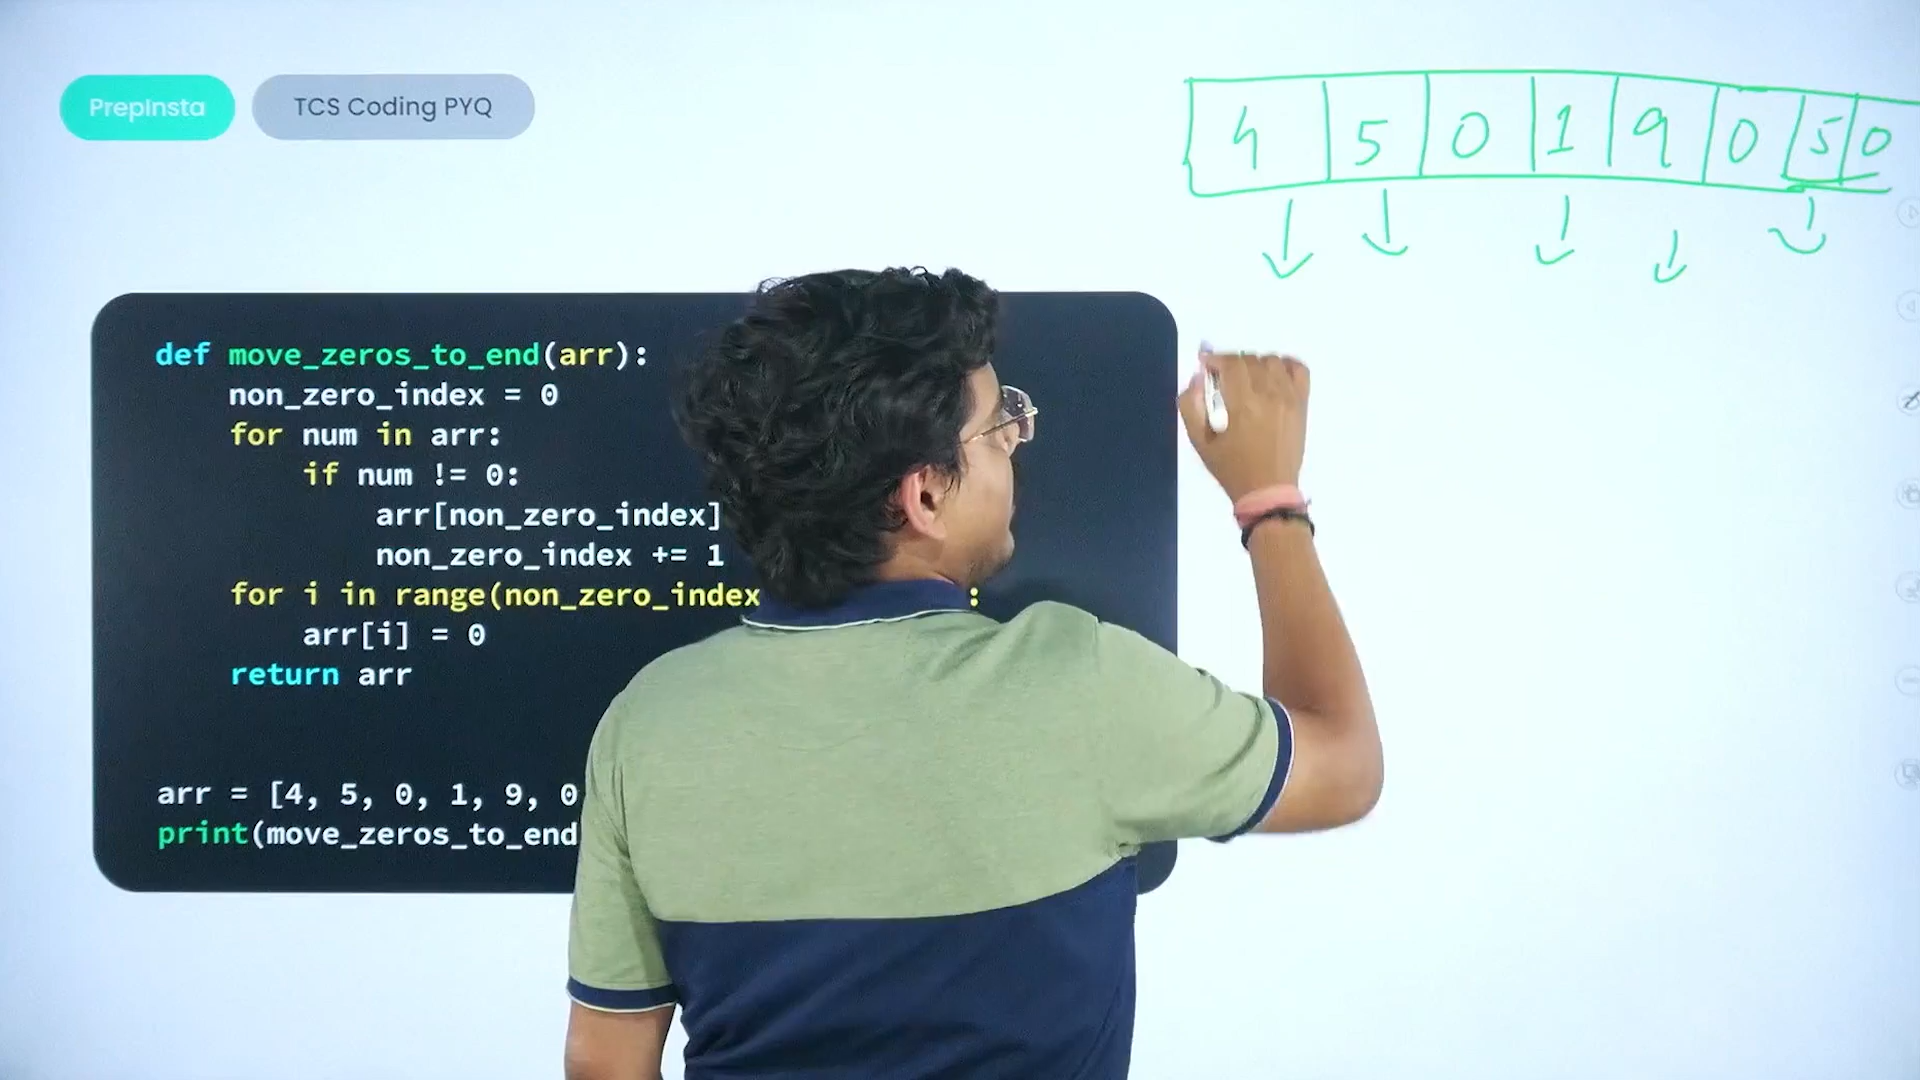 PrepInsta
TCS Coding PYQ
4 5 0 1 9 0 5 0
def move_zeros_to_end(arr):
non_zero_index = 0
for num in arr:
if num != 0:
arr[non_zero_index]
non_zero_index += 1
for i in range(non_zero_index :
arr[i] = 0
return arr
arr = [4, 5, 0, 1, 9, 0
print(move_zeros_to_end